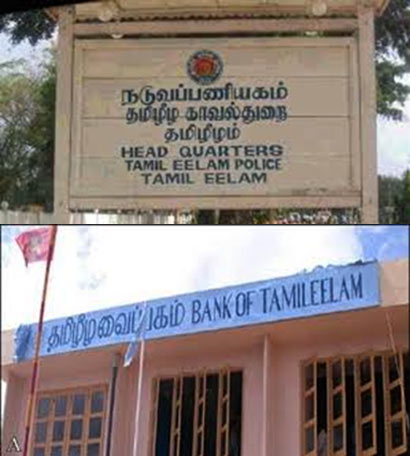 நடுவப்பணியகம்
தமிழீழ காவல்துறை
தமிழீழம்
HEAD QUARTERS
TAMIL EELAM POLICE
TAMIL EELAM
தமிழீழவைப்பகம் BANK OF TAMILEELAM
A